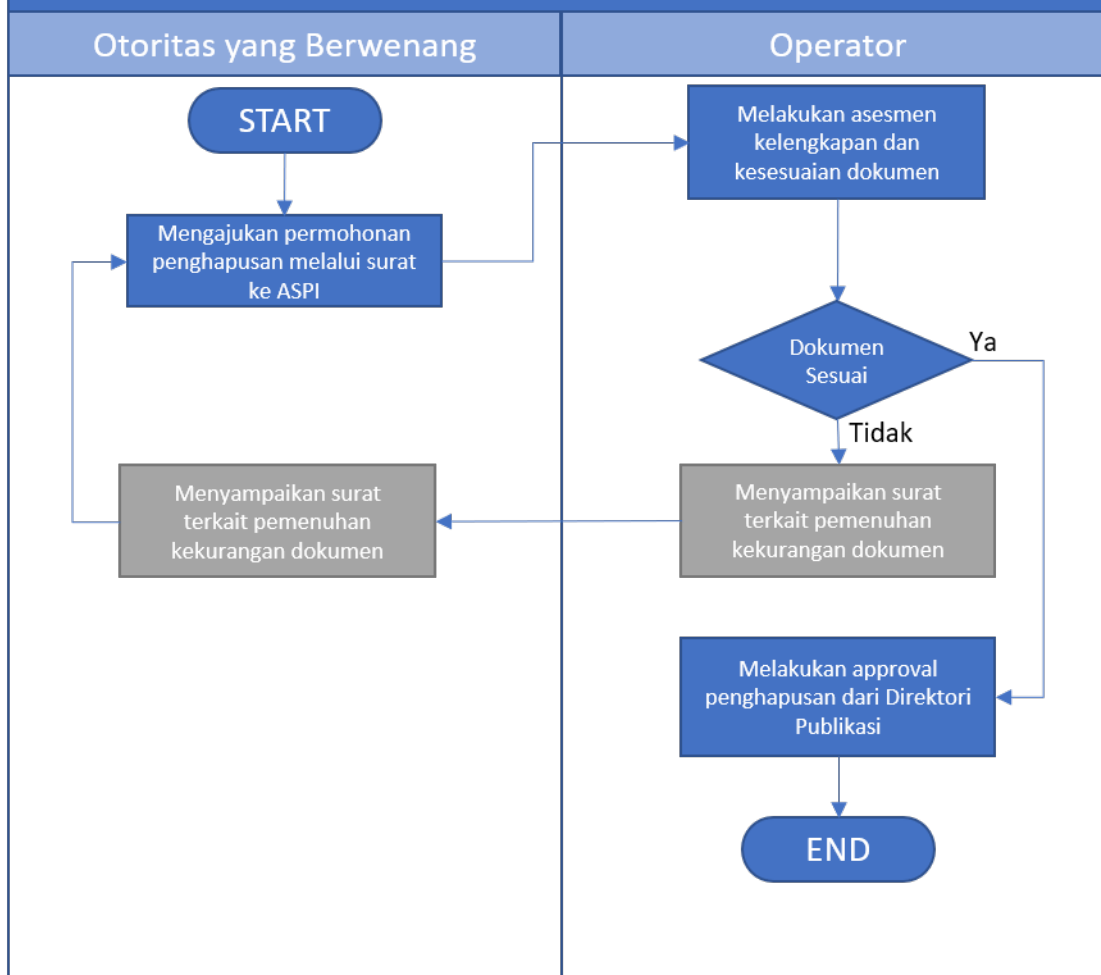 Otoritas yang Berwenang
Operator
START
Melakukan asesmen
kelengkapan dan
kesesuaian dokumen
Mengajukan permohonan
penghapusan melalui surat
ke ASPI
Dokumen
Sesuai
Ya
Tidak
Menyampaikan surat
terkait pemenuhan
kekurangan dokumen
Menyampaikan surat
terkait pemenuhan
kekurangan dokumen
Melakukan approval
penghapusan dari Direktori
Publikasi
END